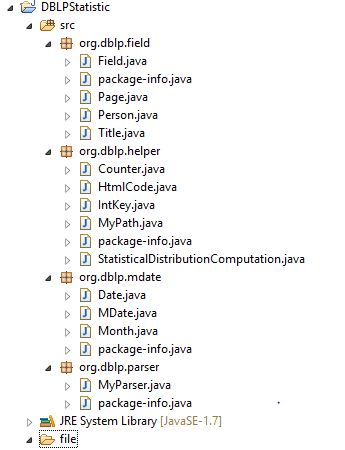 DBLPStatistic
src
org.dblp.field
Field.java
package-info.java
Page.java
Person.java
Title.java
org.dblp.helper
Counter.java
HtmlCode.java
IntKey.java
MyPath.java
package-info.java
StatisticalDistributionComputation.java
org.dblp.mdate
Date.java
MDate.java
Month.java
package-info.java
org.dblp.parser
MyParser.java
package-info.java
JRE System Library [JavaSE-1.7]
file